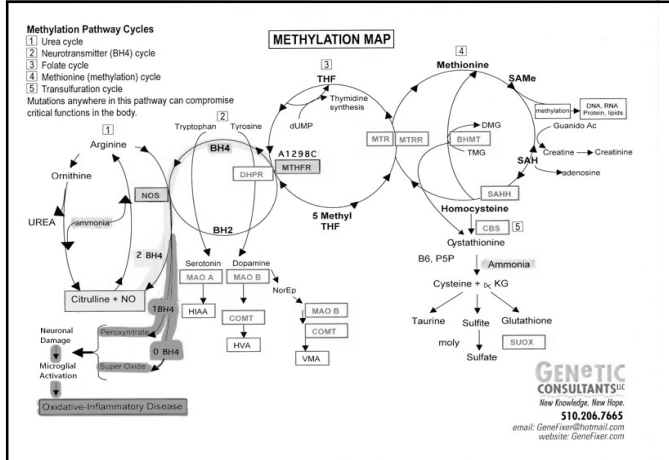 METHYLATION MAP
Methylation Pathway Cycles
1 Urea cycle
2 Neurotransmitter (BH4) cycle
3 Folate cycle
4 Methionine (methylation) cycle
5 Transulfuration cycle
Mutations anywhere in this pathway can compromise
critical functions in the body.
1
Arginine
Ornithine
UREA
ammonia
NOS
2 BH4
Citrulline + NO
1BH4
Neuronal
Damage
Peroxynitrate
0 BH4
Microglial
Activation
Super Oxide
Oxidative-Inflammatory Disease
2
Tryptophan
Tyrosine
BH4
DHPR
A1298C
MTHFR
BH2
Serotonin
MAO A
HIAA
Dopamine
MAO B
COMT
HVA
NorEp
MAO B
COMT
VMA
3
THF
Thymidine
synthesis
dUMP
5 Methyl
THF
MTR
MTRR
4
Methionine
SAMe
methylation
DNA, RNA
Protein, lipids
Guanido Ac
Creatine
Creatinine
SAH
adenosine
DMG
BHMT
TMG
SAHH
Homocysteine
CBS
5
Cystathionine
B6, P5P
Ammonia
Cysteine + ∝ KG
Taurine
Sulfite
Glutathione
moly
SUOX
Sulfate
GENeTIC
CONSULTANTS LLC
New Knowledge. New Hope.
510.206.7665
email: GeneFixer@hotmail.com
website: GeneFixer.com